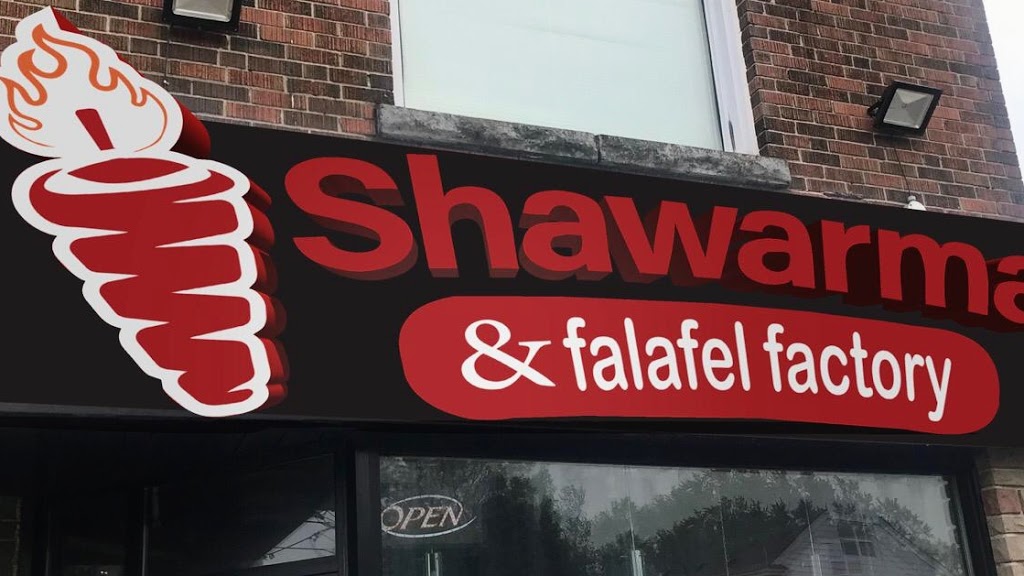 Shawarma
& falafel factory
OPEN